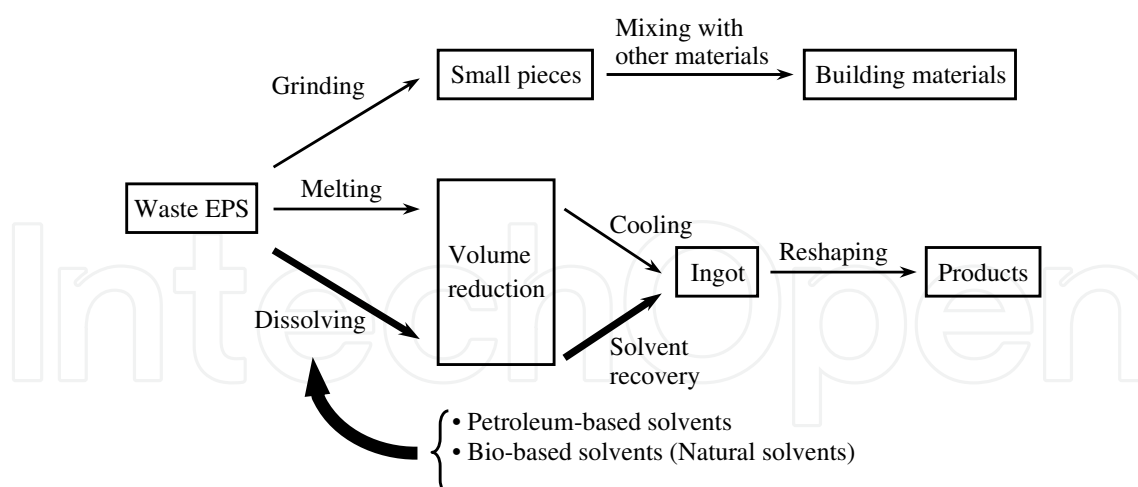 Mixing with
other materials
Grinding
Small pieces
Building materials
Melting
Waste EPS
Volume
reduction
Cooling
Ingot
Reshaping
Products
Dissolving
Solvent
recovery
• Petroleum-based solvents
• Bio-based solvents (Natural solvents)
IntechOpen